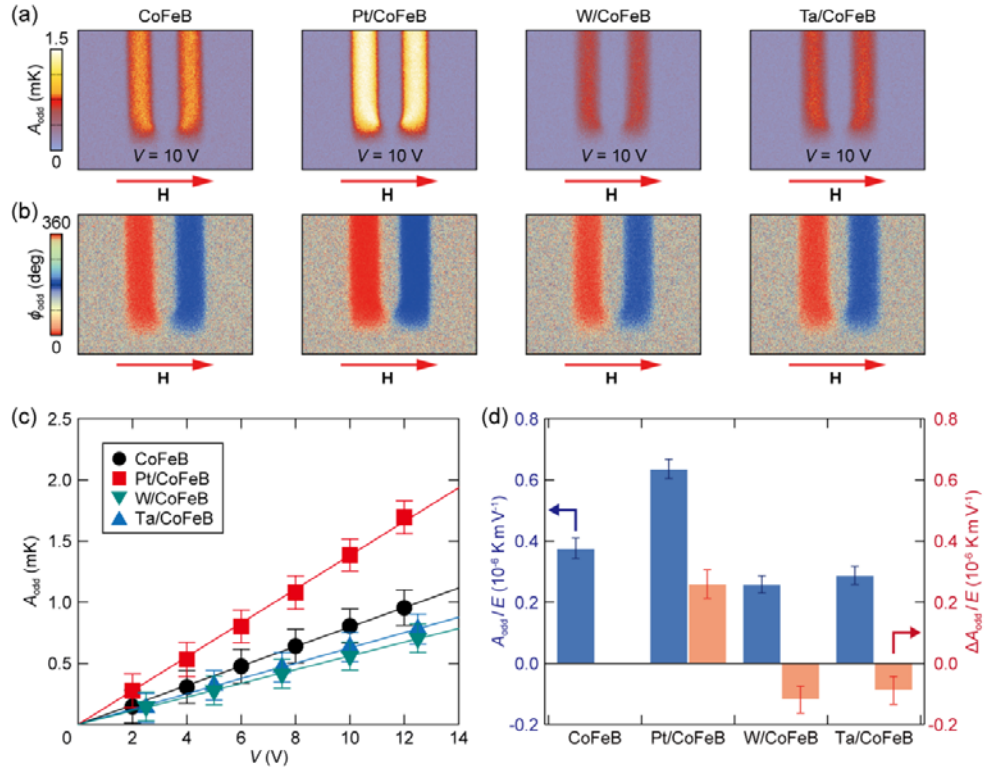 (a)
CoFeB Pt/CoFeB W/CoFeB Ta/CoFeB
1.5
A_odd (mK)
0
V = 10 V V = 10 V V = 10 V V = 10 V
H H H H
(b)
360
ϕ_odd (deg)
0
H H H H
(c)
2.5
2.0
1.5
1.0
0.5
0
A_odd (mK)
CoFeB
Pt/CoFeB
W/CoFeB
Ta/CoFeB
2 4 6 8 10 12 14
V (V)
(d)
0.8
0.6
0.4
0.2
0.0
-0.2
A_odd / E (10⁻⁶ K m V⁻¹)
0.8
0.6
0.4
0.2
0.0
-0.2
ΔA_odd / E (10⁻⁶ K m V⁻¹)
CoFeB Pt/CoFeB W/CoFeB Ta/CoFeB